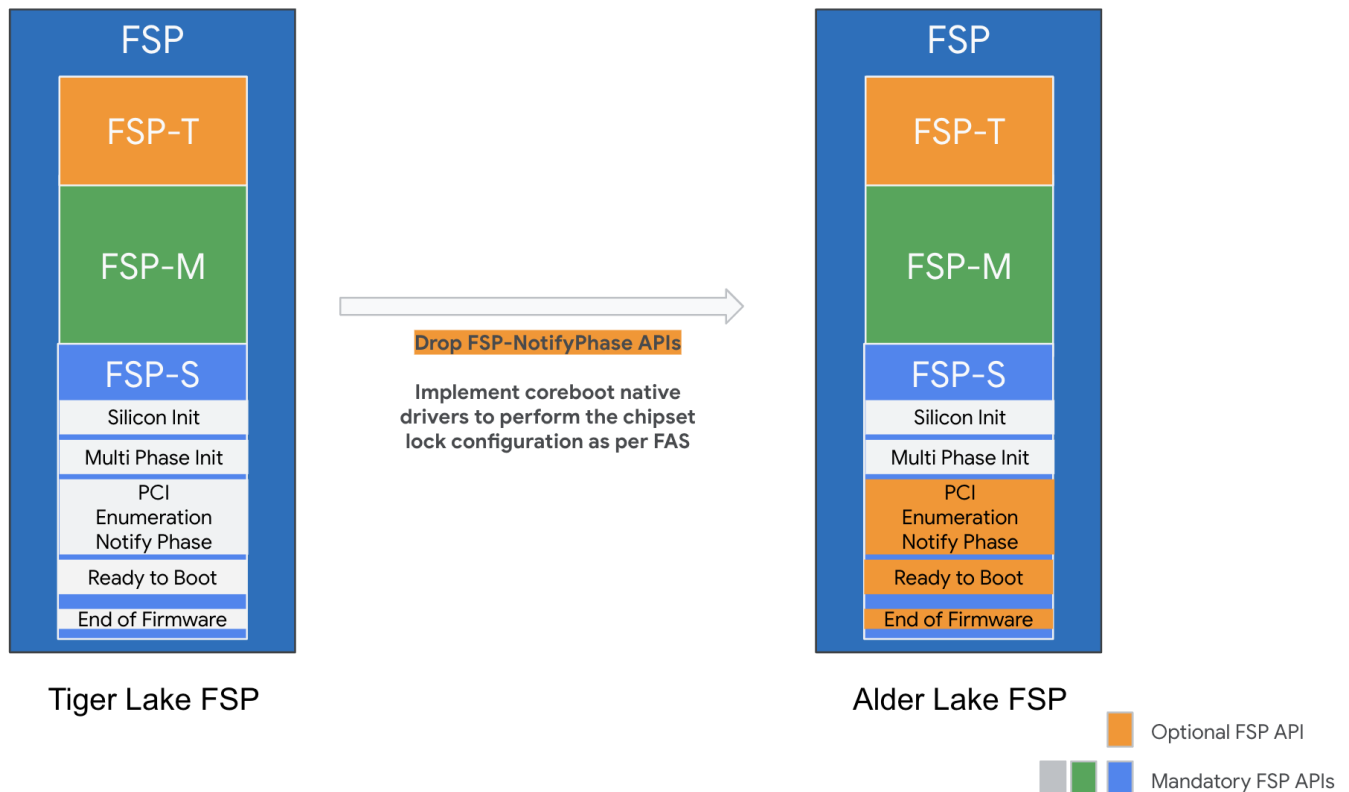 FSP
FSP-T
FSP-M
FSP-S
Silicon Init
Multi Phase Init
PCI
Enumeration
Notify Phase
Ready to Boot
End of Firmware
Tiger Lake FSP
Drop FSP-NotifyPhase APIs
Implement coreboot native
drivers to perform the chipset
lock configuration as per FAS
FSP
FSP-T
FSP-M
FSP-S
Silicon Init
Multi Phase Init
PCI
Enumeration
Notify Phase
Ready to Boot
End of Firmware
Alder Lake FSP
Optional FSP API
Mandatory FSP APIs